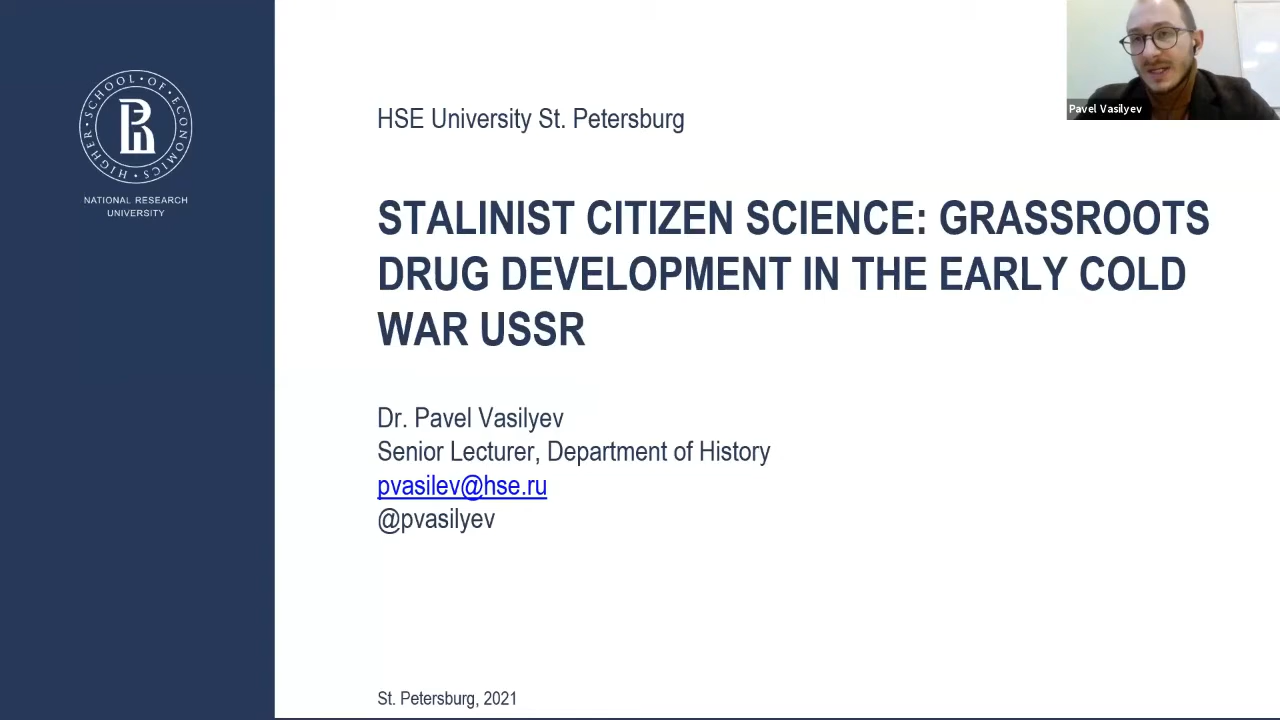 HIGHER • SCHOOL • OF • ECONOMICS •
NATIONAL RESEARCH
UNIVERSITY
HSE University St. Petersburg
STALINIST CITIZEN SCIENCE: GRASSROOTS
DRUG DEVELOPMENT IN THE EARLY COLD
WAR USSR
Dr. Pavel Vasilyev
Senior Lecturer, Department of History
pvasilev@hse.ru
@pvasilyev
St. Petersburg, 2021
Pavel Vasilyev